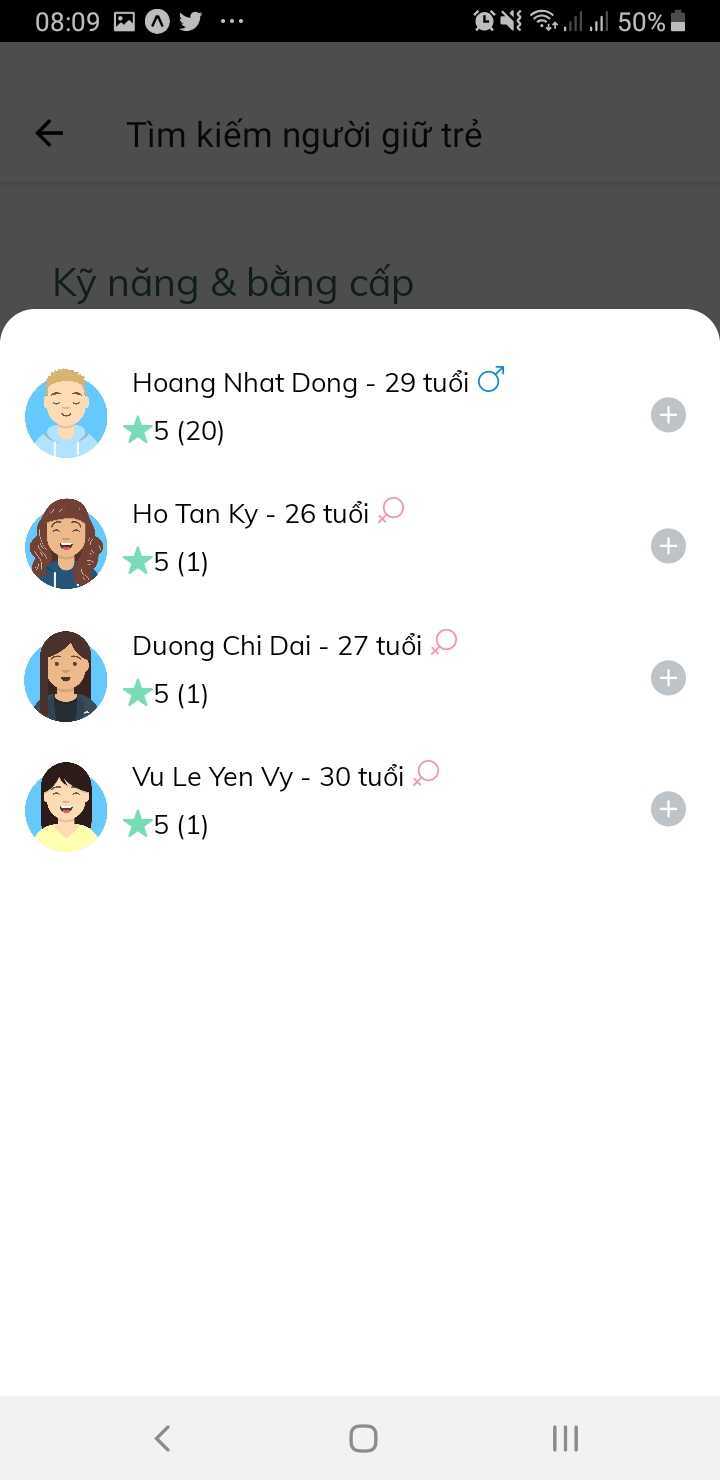 08:09
50%
Tìm kiếm người giữ trẻ
Kỹ năng & bằng cấp
Hoang Nhat Dong - 29 tuổi
5 (20)
Ho Tan Ky - 26 tuổi
5 (1)
Duong Chi Dai - 27 tuổi
5 (1)
Vu Le Yen Vy - 30 tuổi
5 (1)